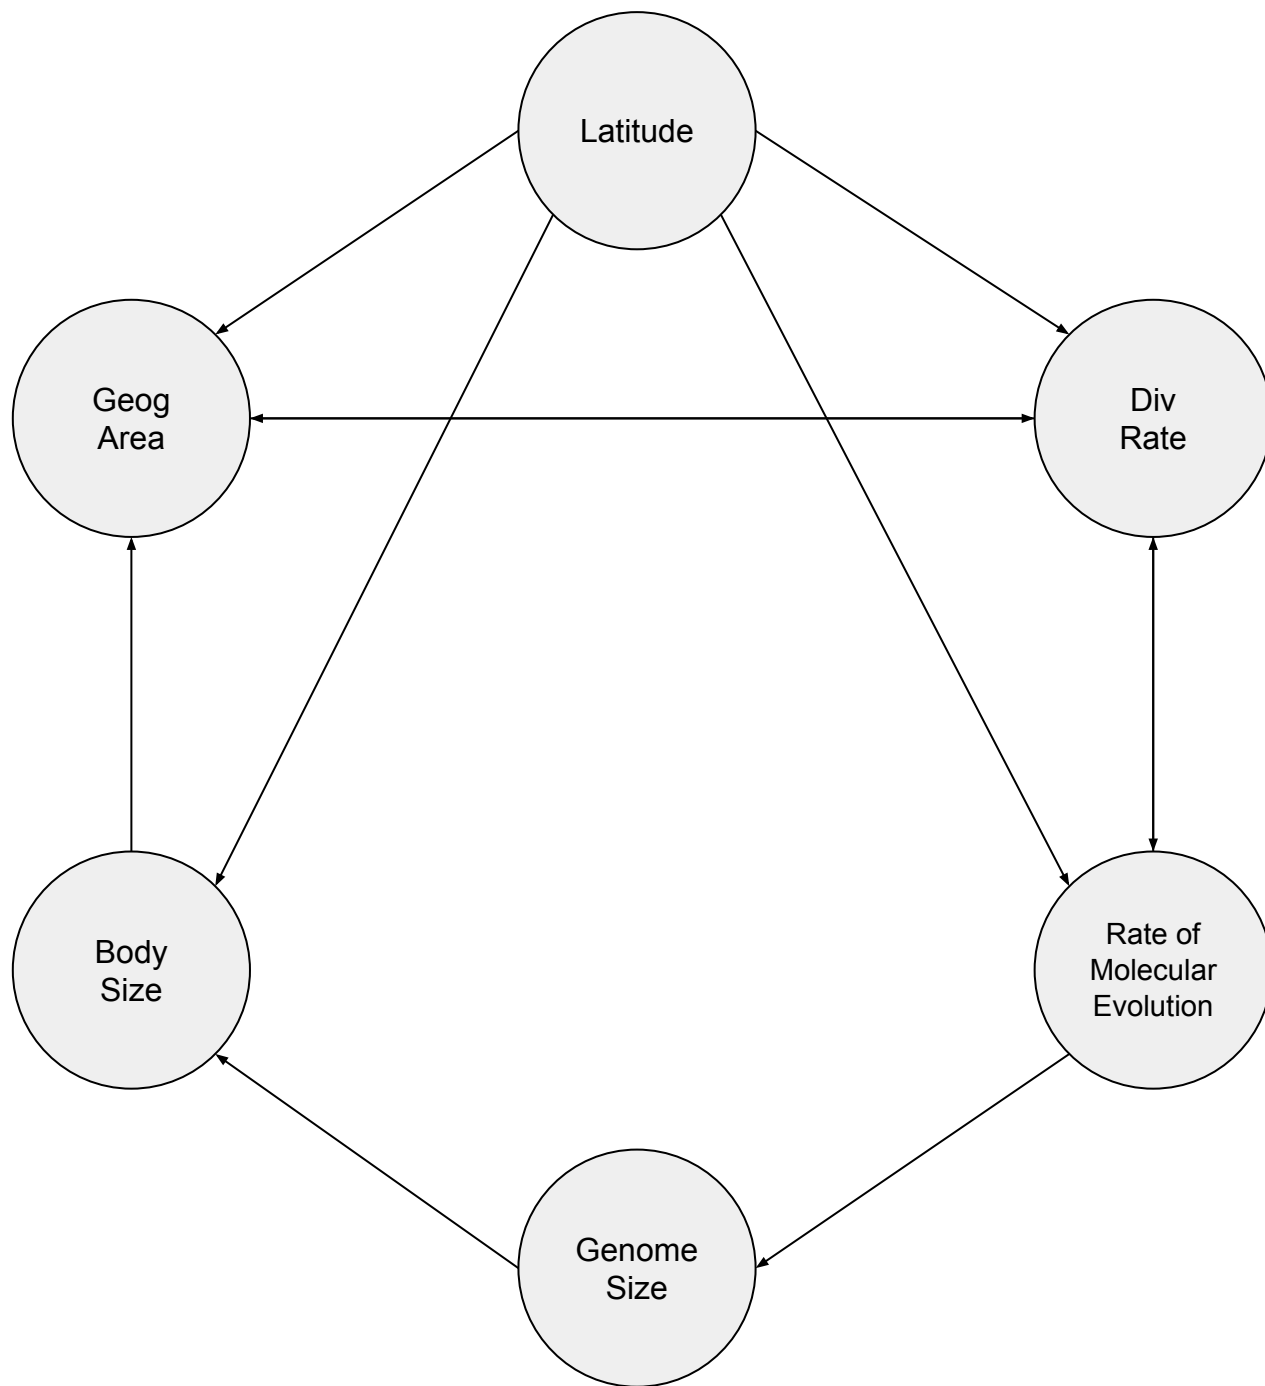 Latitude
Geog
Area
Div
Rate
Body
Size
Rate of
Molecular
Evolution
Genome
Size